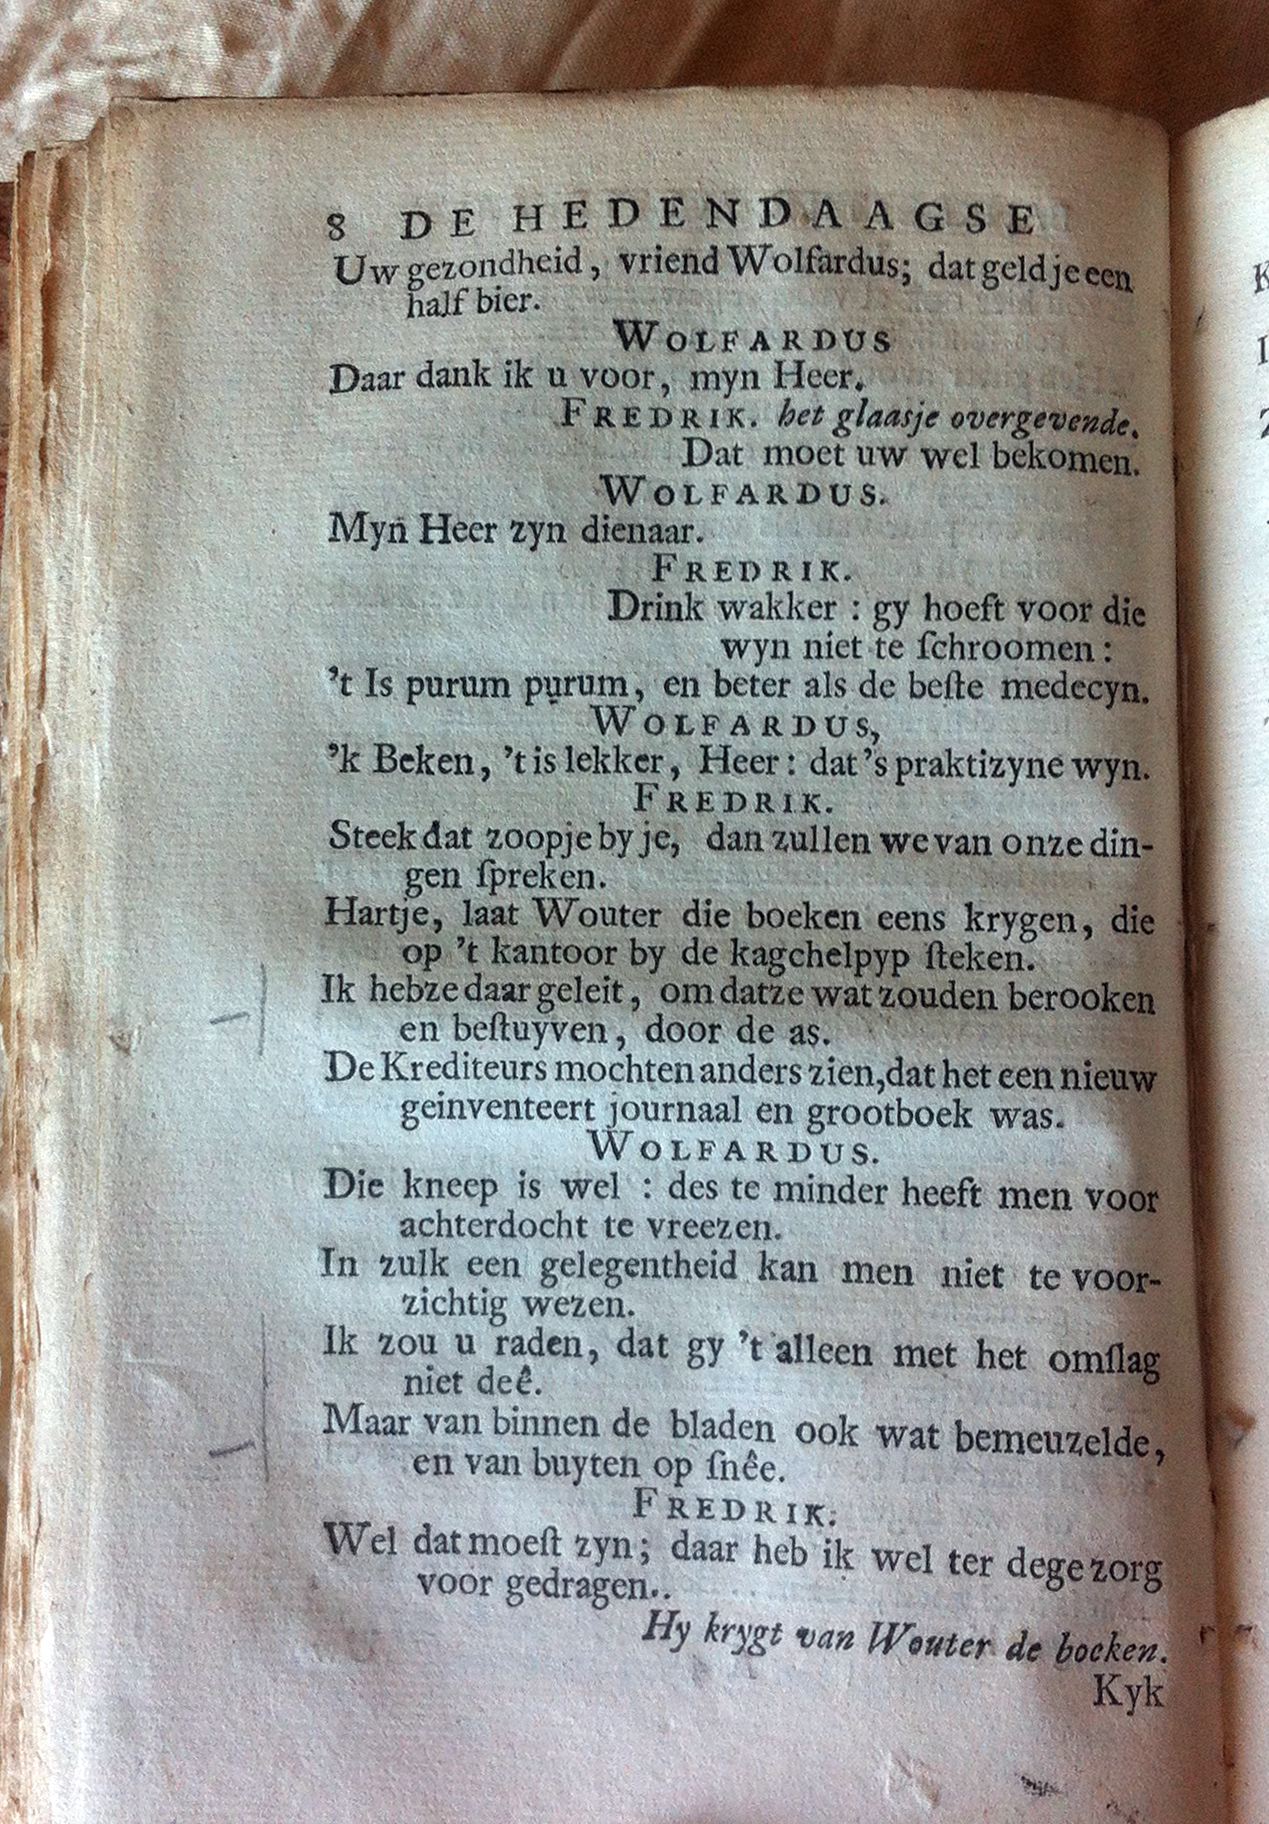 8 DE HEDENDAAGSE
Uw gezondheid, vriend Wolfardus; dat geld je een
half bier.
WOLFARDUS
Daar dank ik u voor, myn Heer.
FREDRIK. het glaasje overgevende.
Dat moet uw wel bekomen.
WOLFARDUS.
Myn Heer zyn dienaar.
FREDRIK.
Drink wakker : gy hoeft voor die
wyn niet te ſchroomen :
't Is purum purum, en beter als de beſte medecyn.
WOLFARDUS,
'k Beken, 't is lekker, Heer: dat 's praktizyne wyn.
FREDRIK.
Steek dat zoopje by je, dan zullen we van onze din-
gen ſpreken.
Hartje, laat Wouter die boeken eens krygen, die
op 't kantoor by de kagchelpyp ſteken.
Ik hebze daar geleit, om datze wat zouden berooken
en beſtuyven, door de as.
De Krediteurs mochten anders zien, dat het een nieuw
geinventeert journaal en grootboek was.
WOLFARDUS.
Die kneep is wel : des te minder heeft men voor
achterdocht te vreezen.
In zulk een gelegentheid kan men niet te voor-
zichtig wezen.
Ik zou u raden, dat gy 't alleen met het omſlag
niet deê.
Maar van binnen de bladen ook wat bemeuzelde,
en van buyten op ſnêe.
FREDRIK.
Wel dat moeſt zyn; daar heb ik wel ter dege zorg
voor gedragen..
Hy krygt van Wouter de boeken.
Kyk